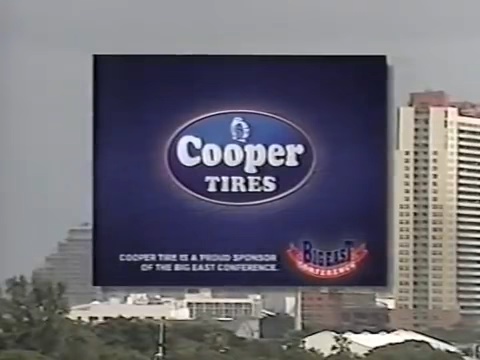 Cooper
TIRES
COOPER TIRE IS A PROUD SPONSOR
OF THE BIG EAST CONFERENCE.
BIG EAST
CONFERENCE